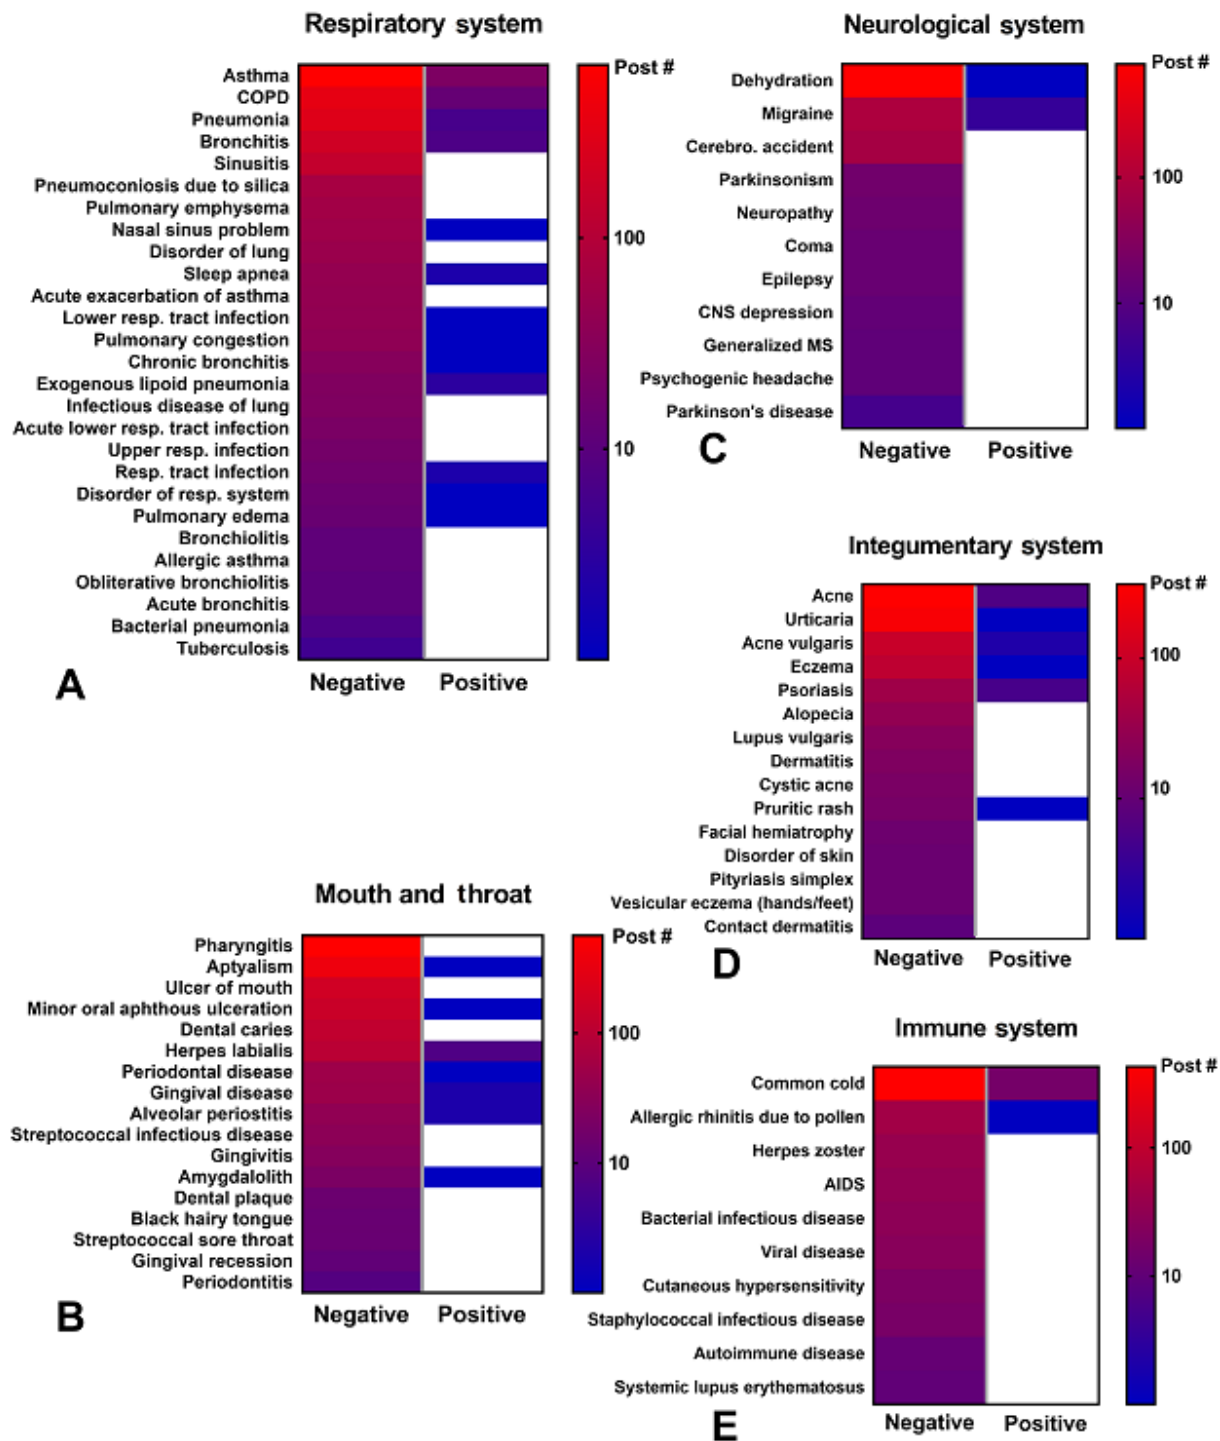 Respiratory system
Post #
Asthma
COPD
Pneumonia
Bronchitis
Sinusitis
Pneumoconiosis due to silica
Pulmonary emphysema
Nasal sinus problem
Disorder of lung
Sleep apnea
Acute exacerbation of asthma
Lower resp. tract infection
Pulmonary congestion
Chronic bronchitis
Exogenous lipoid pneumonia
Infectious disease of lung
Acute lower resp. tract infection
Upper resp. infection
Resp. tract infection
Disorder of resp. system
Pulmonary edema
Bronchiolitis
Allergic asthma
Obliterative bronchiolitis
Acute bronchitis
Bacterial pneumonia
Tuberculosis
100
10
Negative Positive
A
Mouth and throat
Post #
Pharyngitis
Aptyalism
Ulcer of mouth
Minor oral aphthous ulceration
Dental caries
Herpes labialis
Periodontal disease
Gingival disease
Alveolar periostitis
Streptococcal infectious disease
Gingivitis
Amygdalolith
Dental plaque
Black hairy tongue
Streptococcal sore throat
Gingival recession
Periodontitis
100
10
Negative Positive
B
Neurological system
Post #
Dehydration
Migraine
Cerebro. accident
Parkinsonism
Neuropathy
Coma
Epilepsy
CNS depression
Generalized MS
Psychogenic headache
Parkinson's disease
100
10
Negative Positive
C
Integumentary system
Post #
Acne
Urticaria
Acne vulgaris
Eczema
Psoriasis
Alopecia
Lupus vulgaris
Dermatitis
Cystic acne
Pruritic rash
Facial hemiatrophy
Disorder of skin
Pityriasis simplex
Vesicular eczema (hands/feet)
Contact dermatitis
100
10
Negative Positive
D
Immune system
Post #
Common cold
Allergic rhinitis due to pollen
Herpes zoster
AIDS
Bacterial infectious disease
Viral disease
Cutaneous hypersensitivity
Staphylococcal infectious disease
Autoimmune disease
Systemic lupus erythematosus
100
10
Negative Positive
E